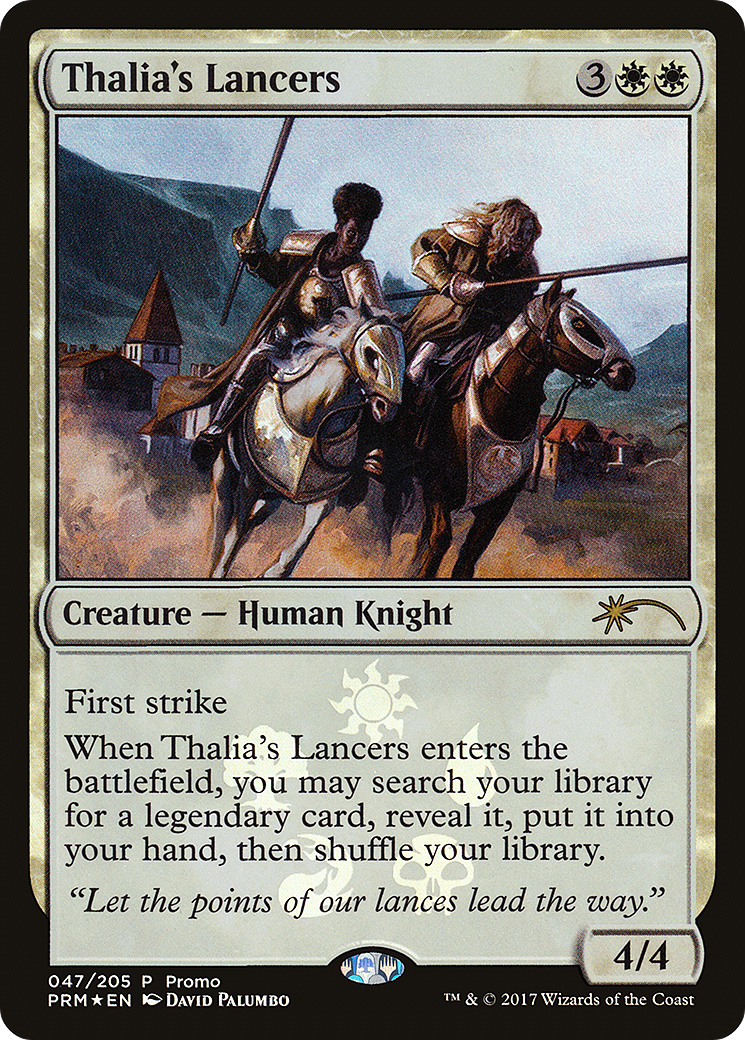 Thalia's Lancers 3
Creature — Human Knight
First strike
When Thalia's Lancers enters the
battlefield, you may search your library
for a legendary card, reveal it, put it into
your hand, then shuffle your library.
“Let the points of our lances lead the way.”
4/4
047/205 P Promo
PRM★EN David Palumbo
™ & © 2017 Wizards of the Coast